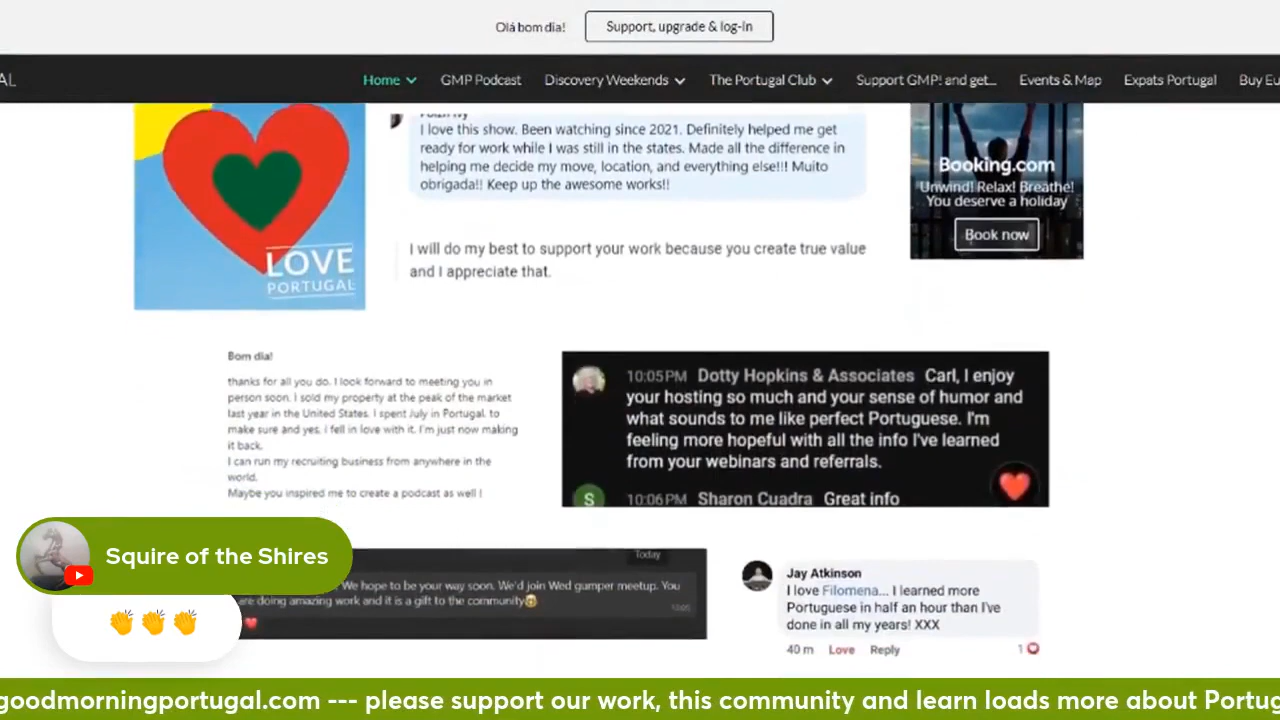 Olá bom dia!
Support, upgrade & log-in
AL
Home
GMP Podcast
Discovery Weekends
The Portugal Club
Support GMP! and get...
Events & Map
Expats Portugal
Buy Eu
I love this show. Been watching since 2021. Definitely helped me get
ready for work while I was still in the states. Made all the difference in
helping me decide my move, location, and everything else!!! Muito
obrigada!! Keep up the awesome works!!
I will do my best to support your work because you create true value
and I appreciate that.
LOVE
PORTUGAL
Booking.com
Unwind! Relax! Breathe!
You deserve a holiday
Book now
Bom dia!
thanks for all you do. I look forward to meeting you in
person soon. I sold my property at the peak of the market
last year in the United States. I spent July in Portugal, to
make sure and yes, i fell in love with it. I'm just now making
it back.
I can run my recruiting business from anywhere in the
world.
Maybe you inspired me to create a podcast as well !
10:05 PM Dotty Hopkins & Associates Carl, I enjoy
your hosting so much and your sense of humor and
what sounds to me like perfect Portuguese. I'm
feeling more hopeful with all the info I've learned
from your webinars and referrals.
S
10:06 PM Sharon Cuadra Great info
Squire of the Shires
Today
We hope to be your way soon. We'd join Wed gumper meetup. You
are doing amazing work and it is a gift to the community
Jay Atkinson
I love Filomena... I learned more
Portuguese in half an hour than I've
done in all my years! XXX
40 m Love Reply
1
goodmorningportugal.com --- please support our work, this community and learn loads more about Portug